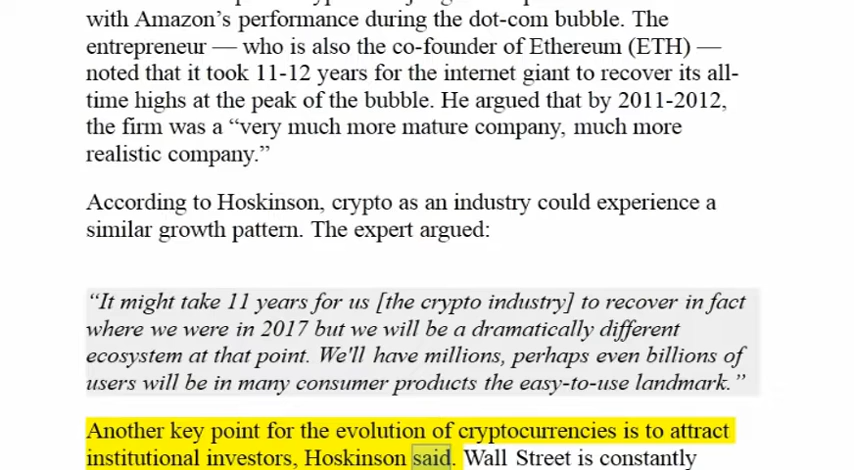 with Amazon’s performance during the dot-com bubble. The
entrepreneur — who is also the co-founder of Ethereum (ETH) —
noted that it took 11-12 years for the internet giant to recover its all-
time highs at the peak of the bubble. He argued that by 2011-2012,
the firm was a “very much more mature company, much more
realistic company.”
According to Hoskinson, crypto as an industry could experience a
similar growth pattern. The expert argued:
“It might take 11 years for us [the crypto industry] to recover in fact
where we were in 2017 but we will be a dramatically different
ecosystem at that point. We'll have millions, perhaps even billions of
users will be in many consumer products the easy-to-use landmark.”
Another key point for the evolution of cryptocurrencies is to attract
institutional investors, Hoskinson said. Wall Street is constantly